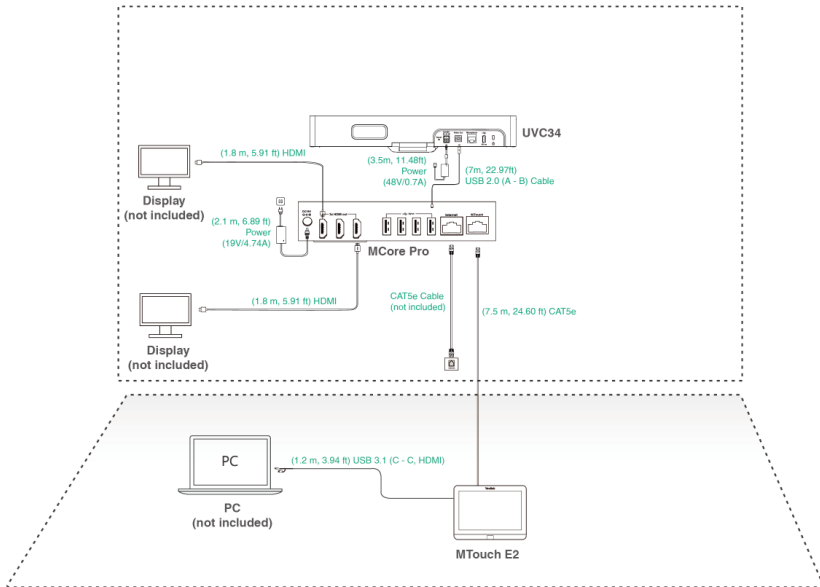 UVC34
(1.8 m, 5.91 ft) HDMI
(3.5m, 11.48ft)
Power
(48V/0.7A)
(7m, 22.97ft)
USB 2.0 (A - B) Cable
Display
(not included)
(2.1 m, 6.89 ft)
Power
(19V/4.74A)
MCore Pro
(1.8 m, 5.91 ft) HDMI
CAT5e Cable
(not included)
(7.5 m, 24.60 ft) CAT5e
Display
(not included)
PC
(1.2 m, 3.94 ft) USB 3.1 (C - C, HDMI)
PC
(not included)
MTouch E2